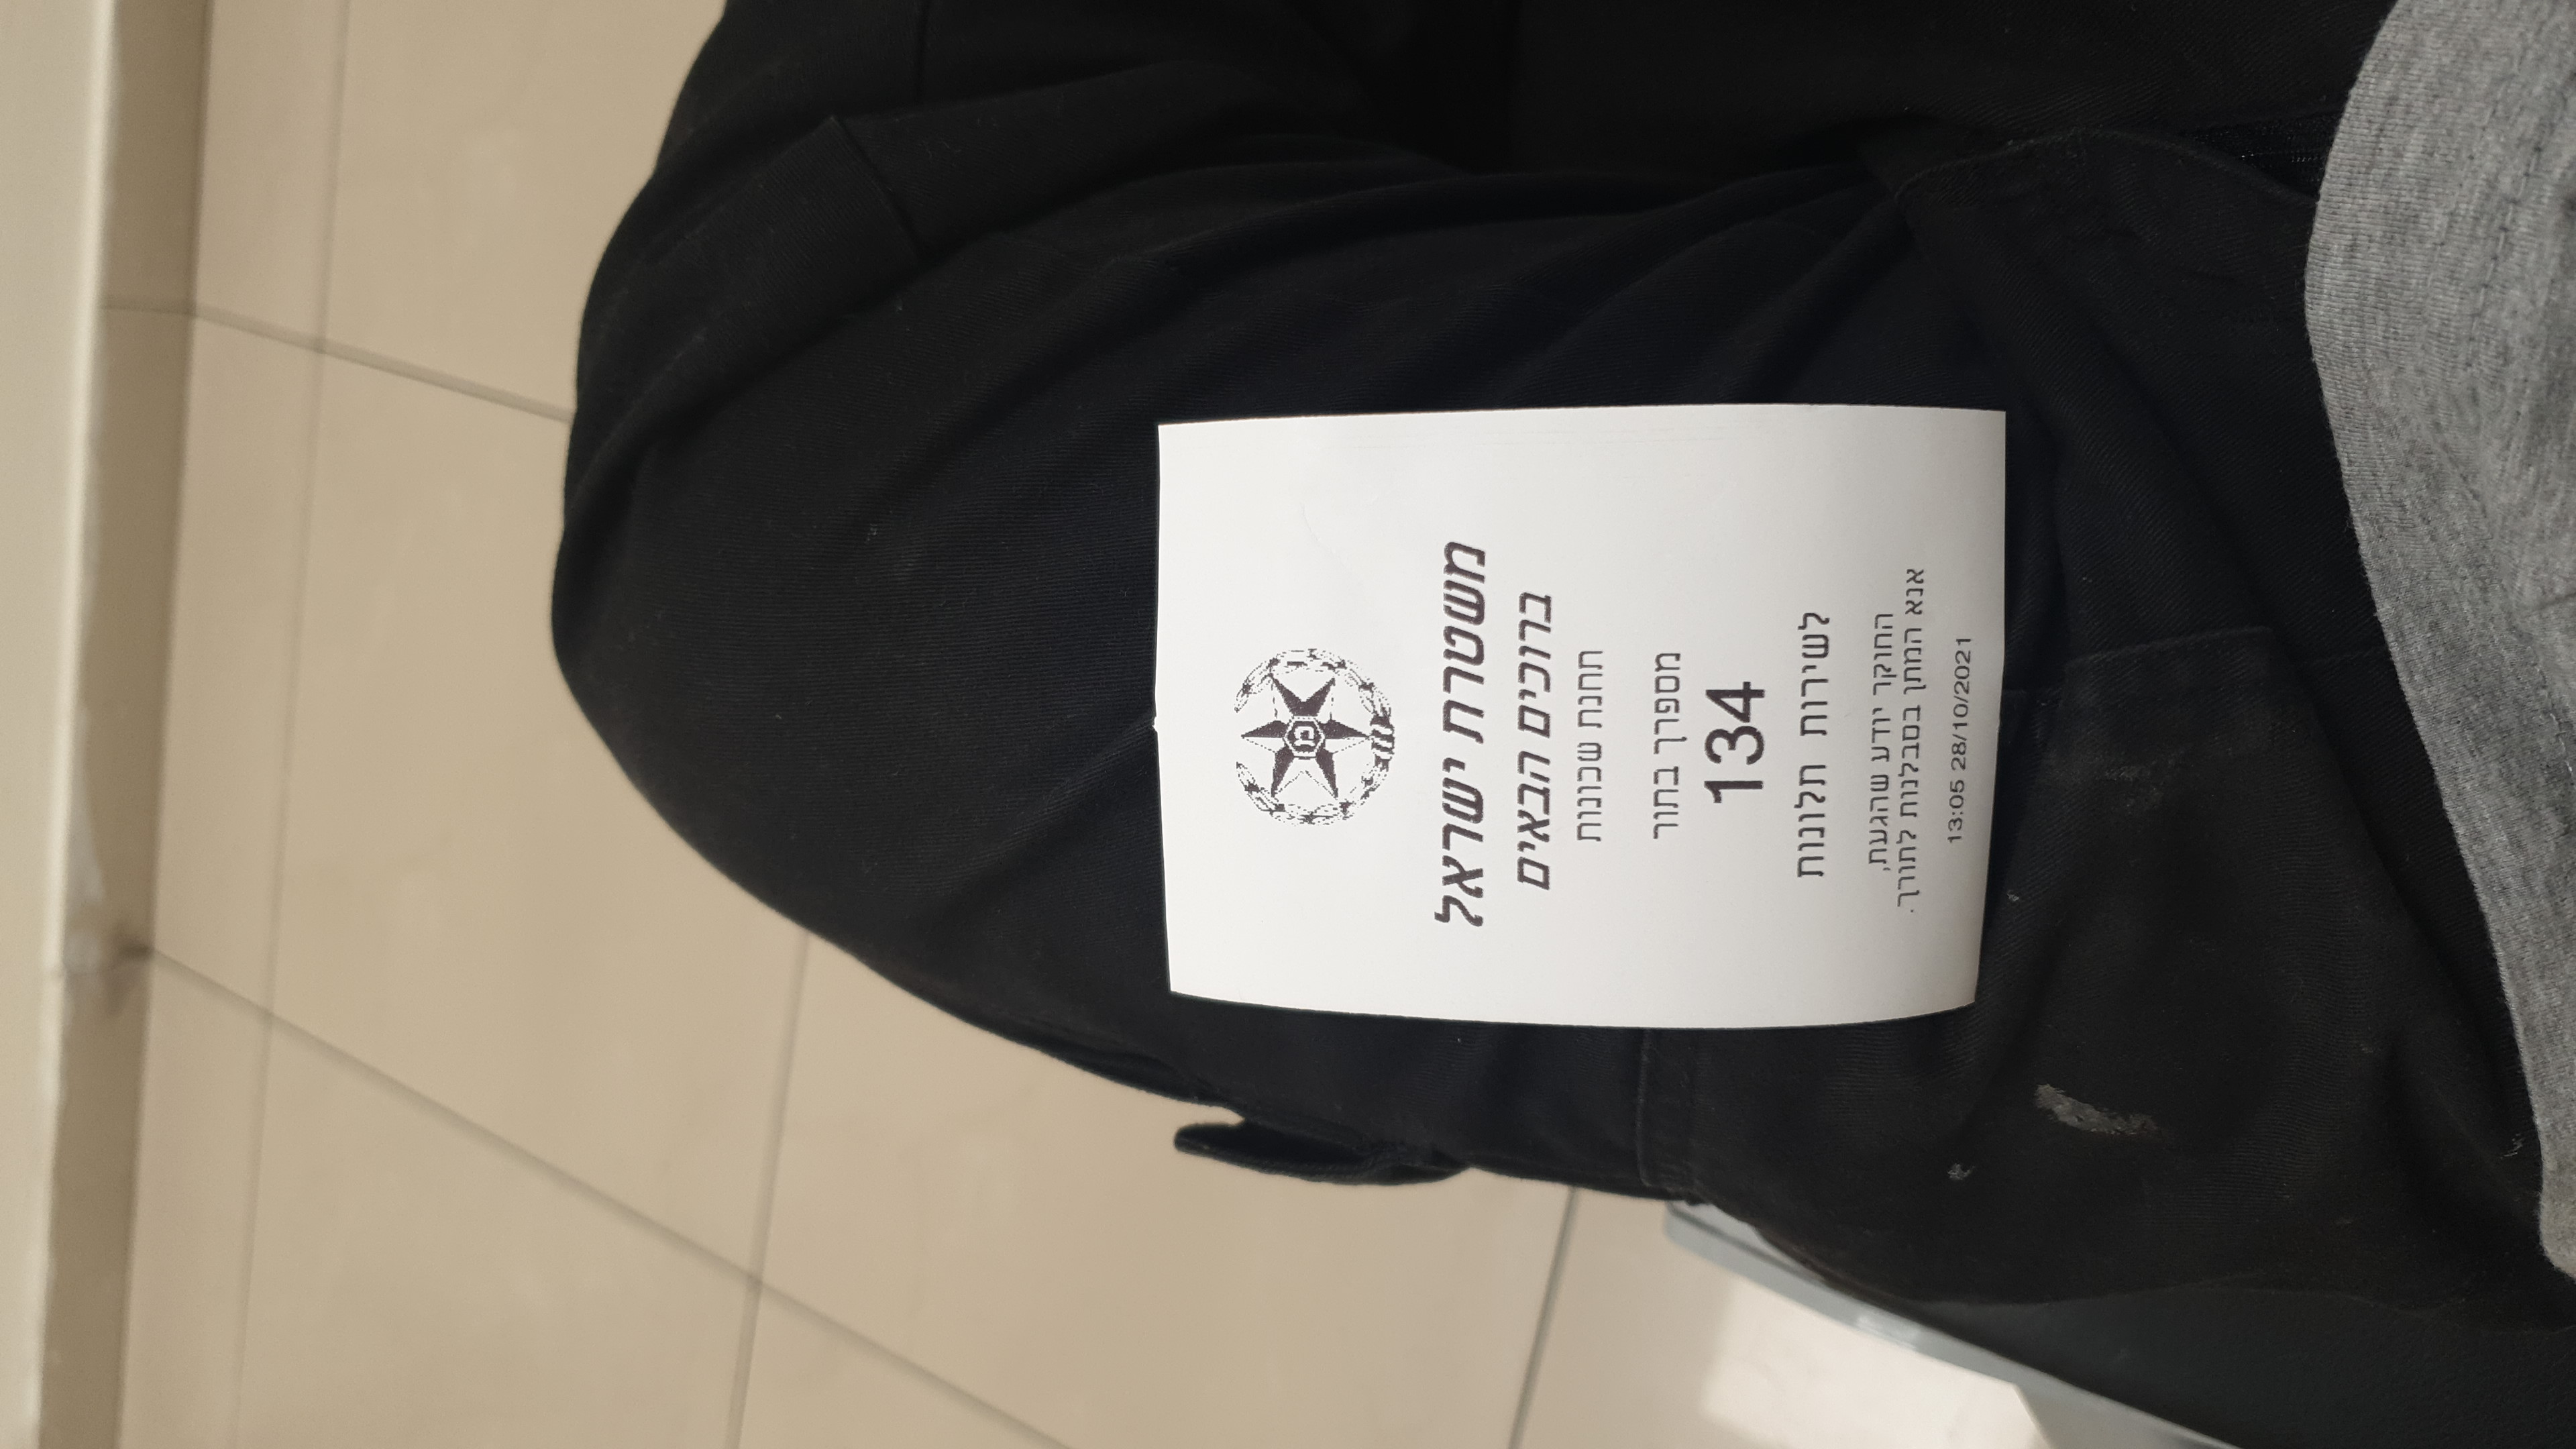 משטרת ישראל
ברוכים הבאים
תחנת שכונות
מספרך בתור
134
לשירות תלונות
החוקר יודע שהגעת,
אנא המתן בסבלנות לתורך.
13:05 28/10/2021